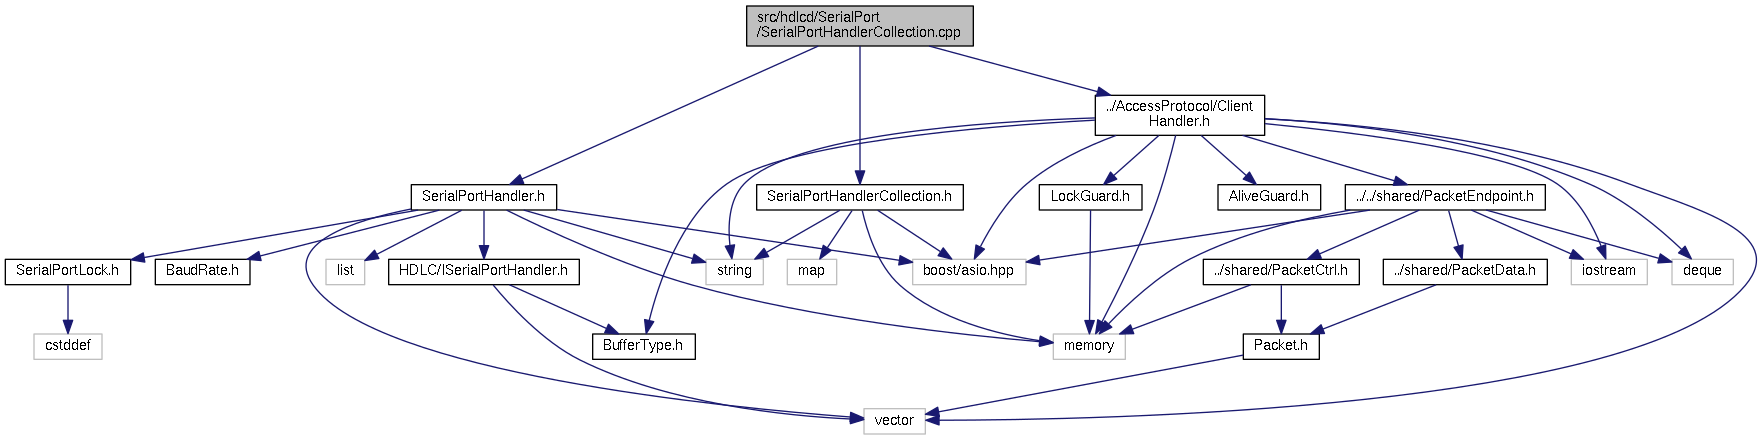 src/hdlcd/SerialPort
/SerialPortHandlerCollection.cpp
../AccessProtocol/Client
Handler.h
SerialPortHandler.h
SerialPortHandlerCollection.h
LockGuard.h
AliveGuard.h
../../shared/PacketEndpoint.h
SerialPortLock.h
BaudRate.h
list
HDLC/ISerialPortHandler.h
string
map
boost/asio.hpp
../shared/PacketCtrl.h
../shared/PacketData.h
iostream
deque
cstddef
BufferType.h
memory
Packet.h
vector